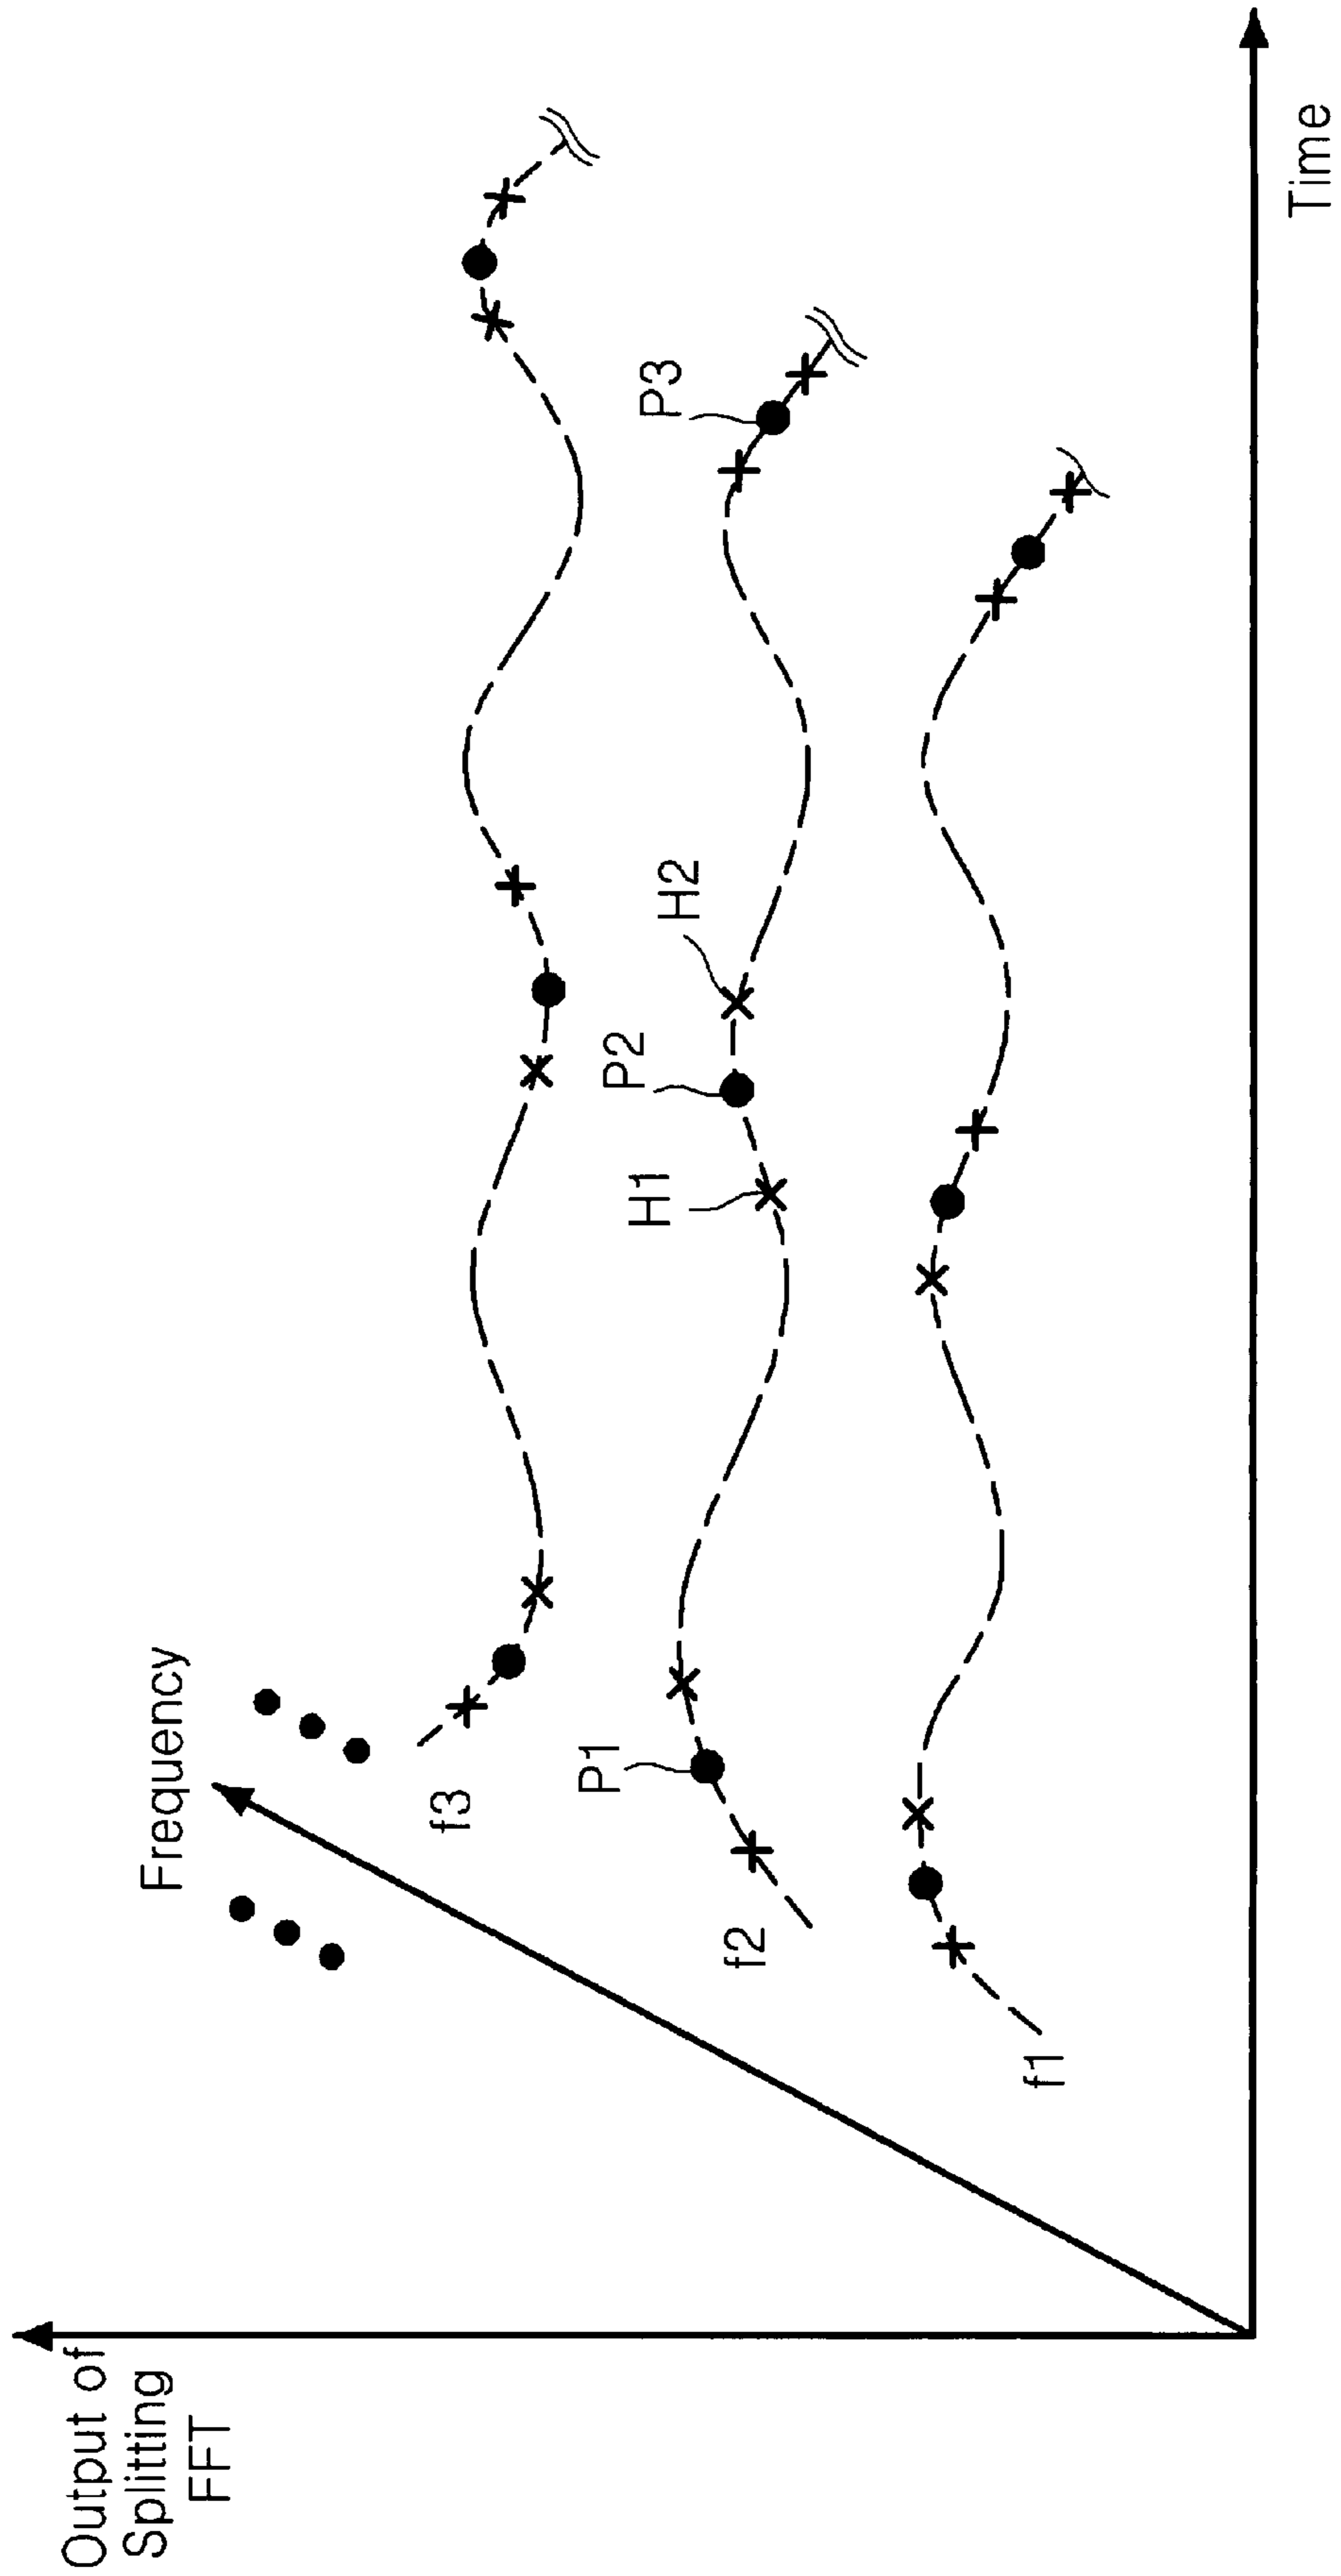 Output of
Splitting
FFT
Frequency
f3
P1
f2
f1
P2
H1
H2
P3
Time